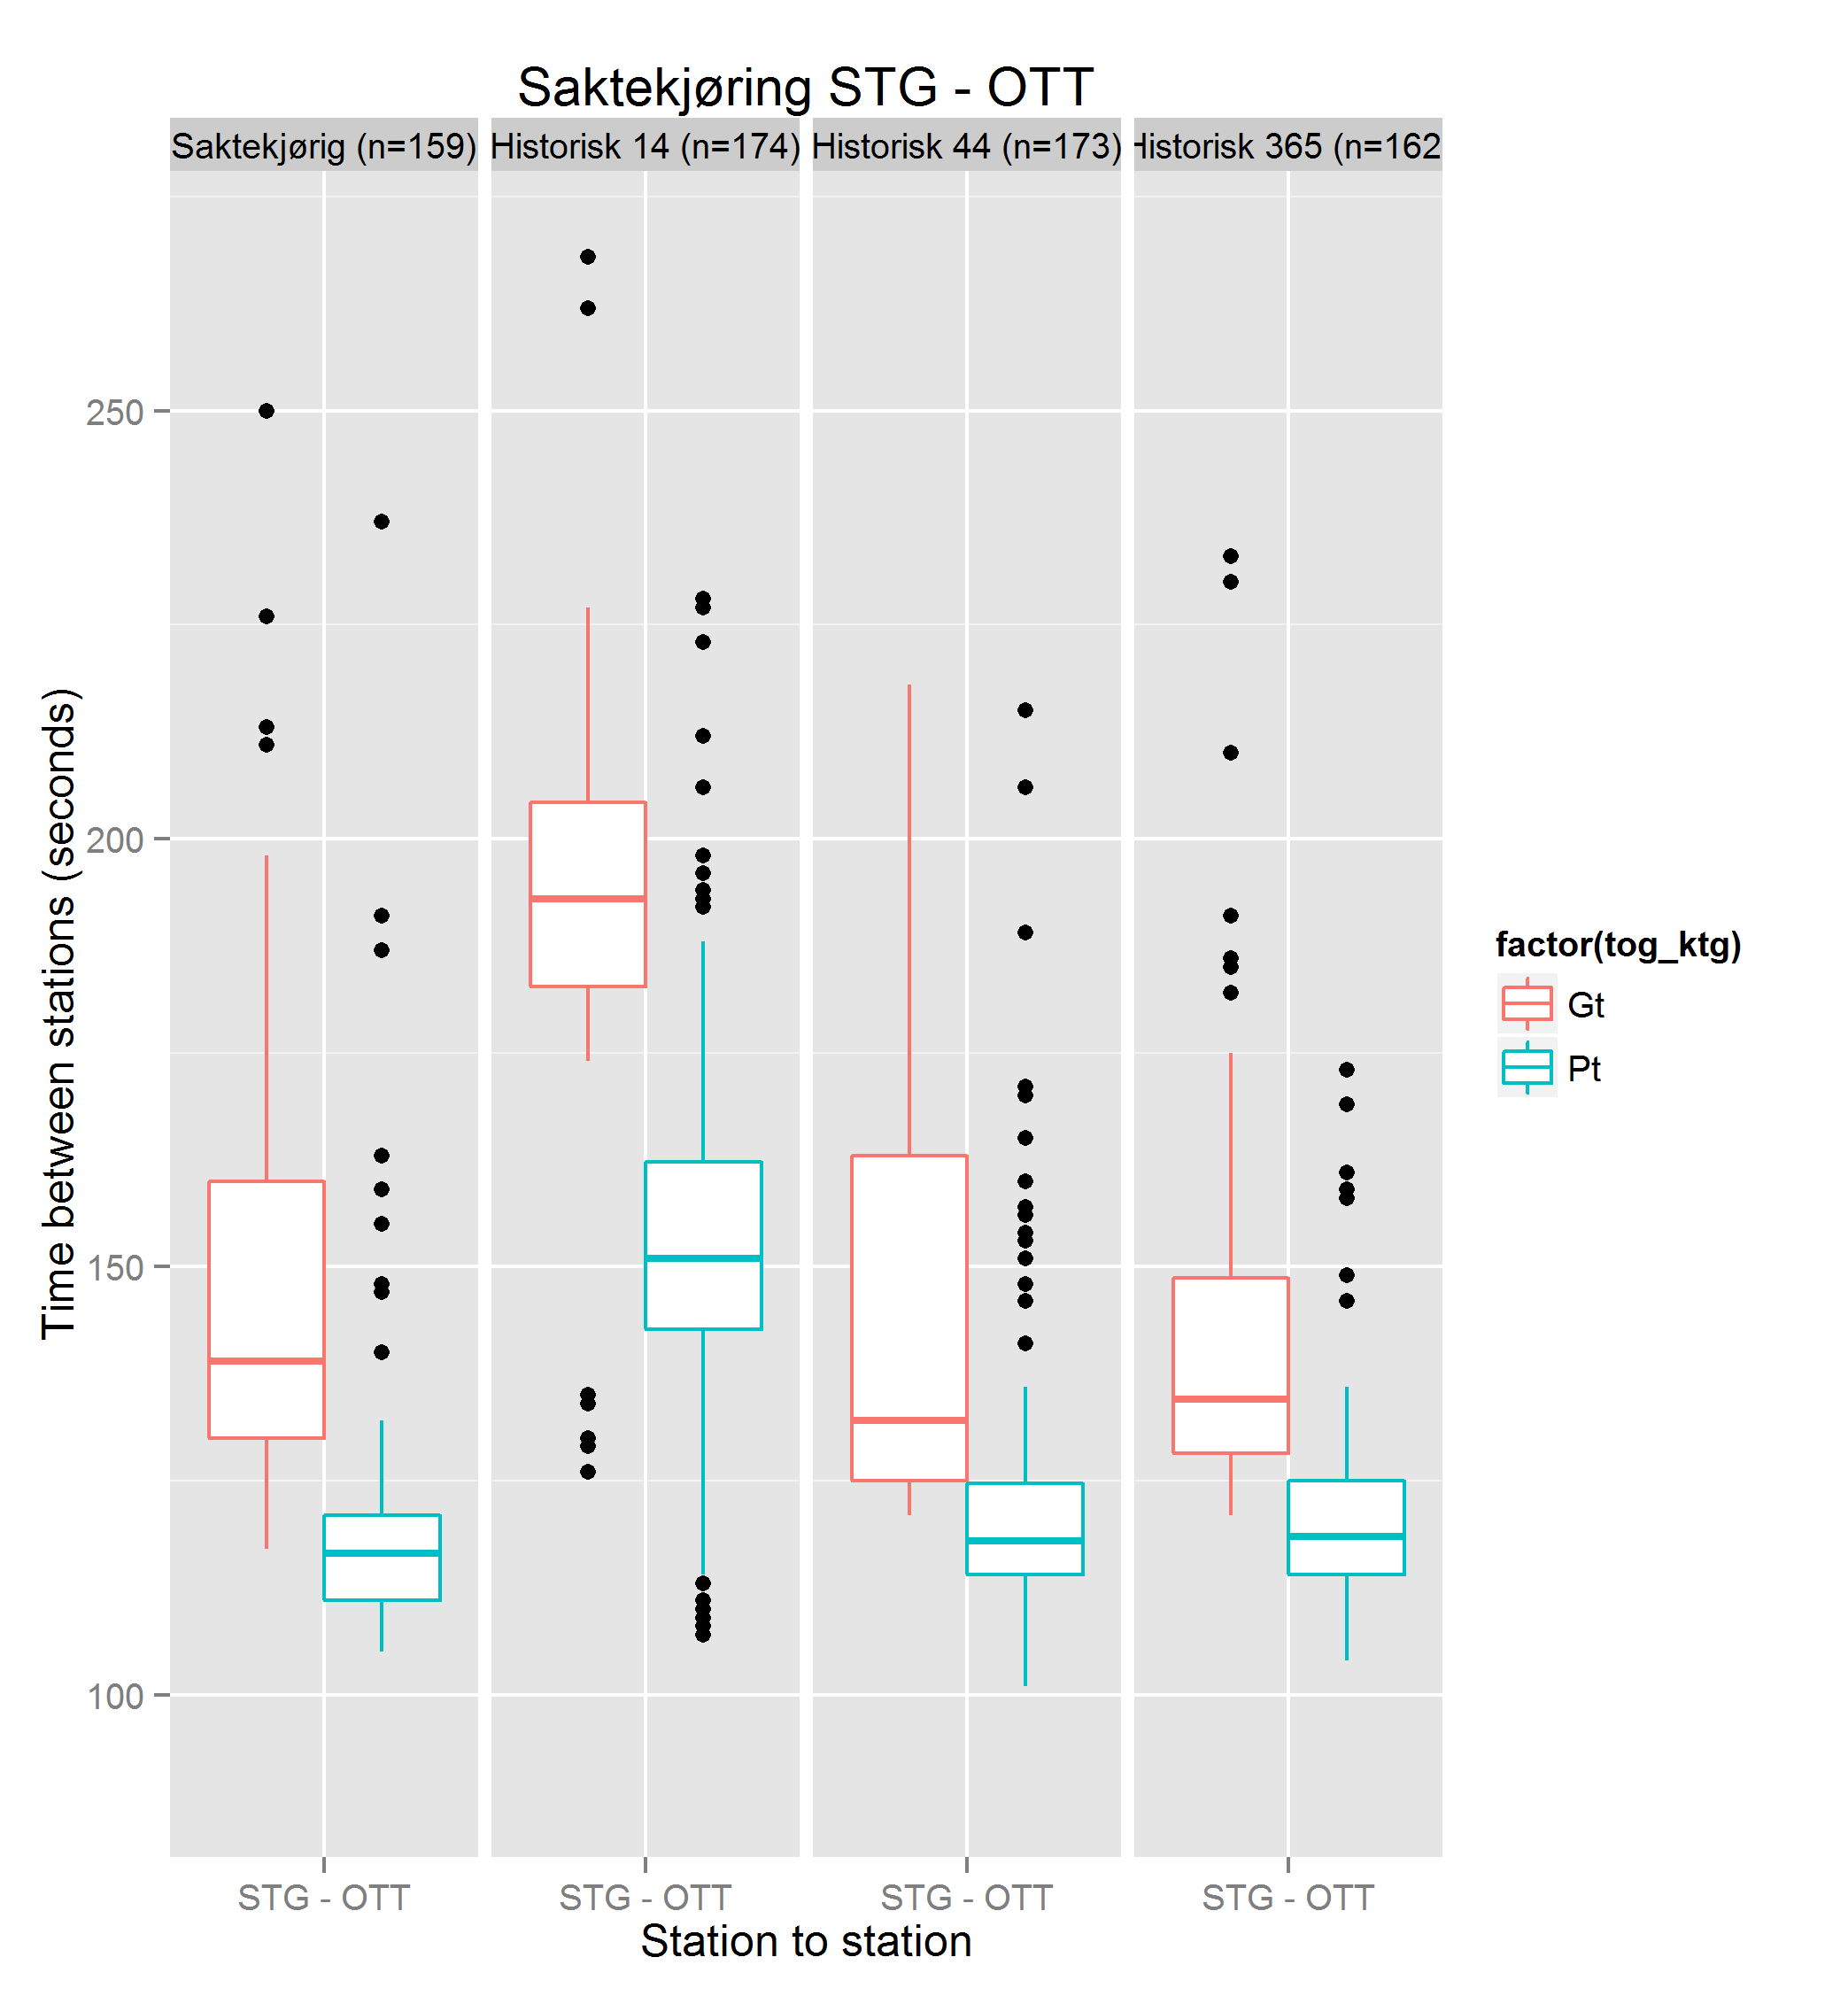 Saktekjøring STG - OTT
Saktekjørig (n=159)
Historisk 14 (n=174)
Historisk 44 (n=173)
Historisk 365 (n=162
250
200
150
100
Time between stations (seconds)
STG - OTT
STG - OTT
STG - OTT
STG - OTT
Station to station
factor(tog_ktg)
Gt
Pt